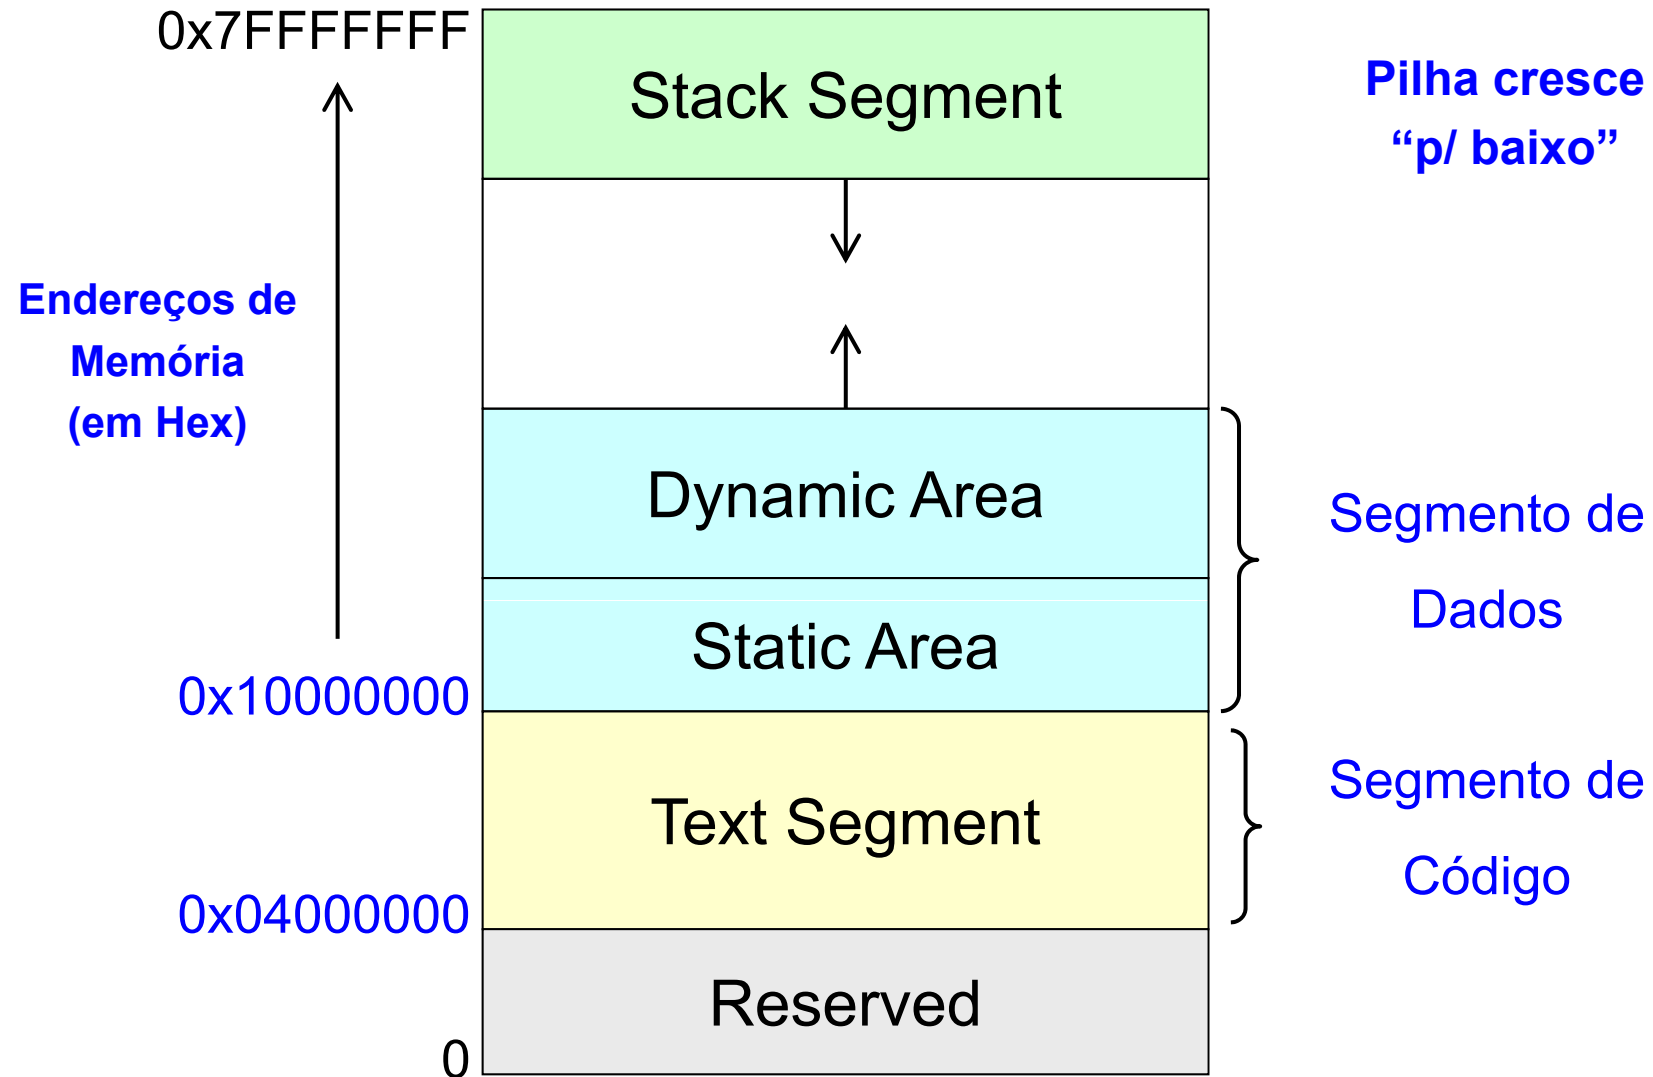 0x7FFFFFFF
Stack Segment
Pilha cresce
“p/ baixo”
Endereços de
Memória
(em Hex)
Dynamic Area
Segmento de
Dados
Static Area
0x10000000
Text Segment
Segmento de
Código
0x04000000
Reserved
0